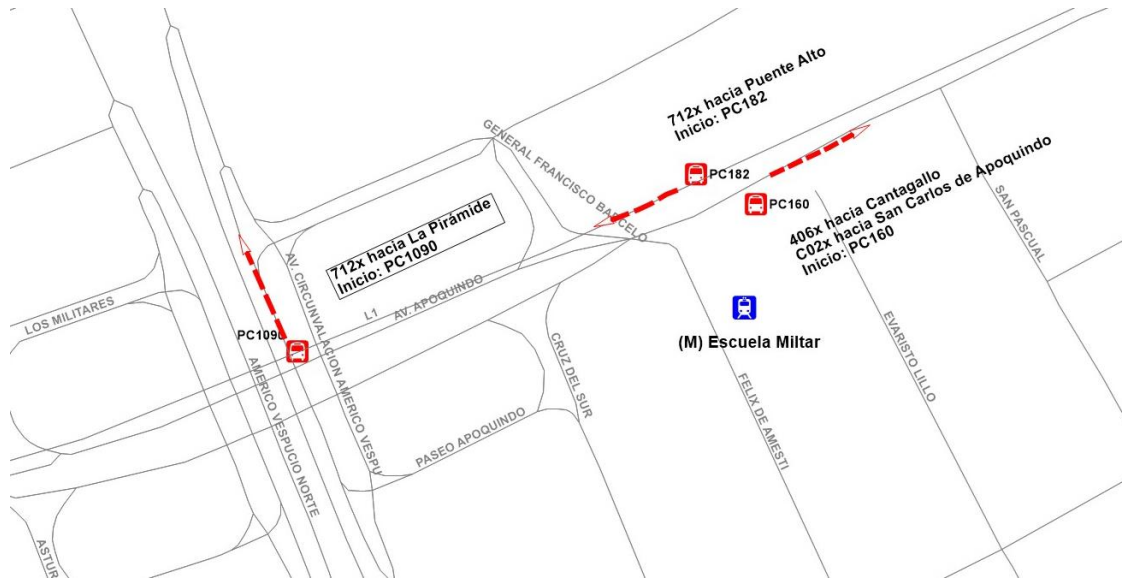 712x hacia Puente Alto
Inicio: PC182
GENERAL FRANCISCO BARCELO
PC182
PC160
406x hacia Cantagallo
C02x hacia San Carlos de Apoquindo
Inicio: PC160
SAN PASCUAL
712x hacia La Pirámide
Inicio: PC1090
AV. CIRCUNVALACION AMERICO VESPU
L1
AV. APOQUINDO
LOS MILITARES
PC1090
(M) Escuela Miltar
EVARISTO LILLO
CRUZ DEL SUR
FELIX DE AMESTI
AMERICO VESPUCIO NORTE
PASEO APOQUINDO
ASTUR